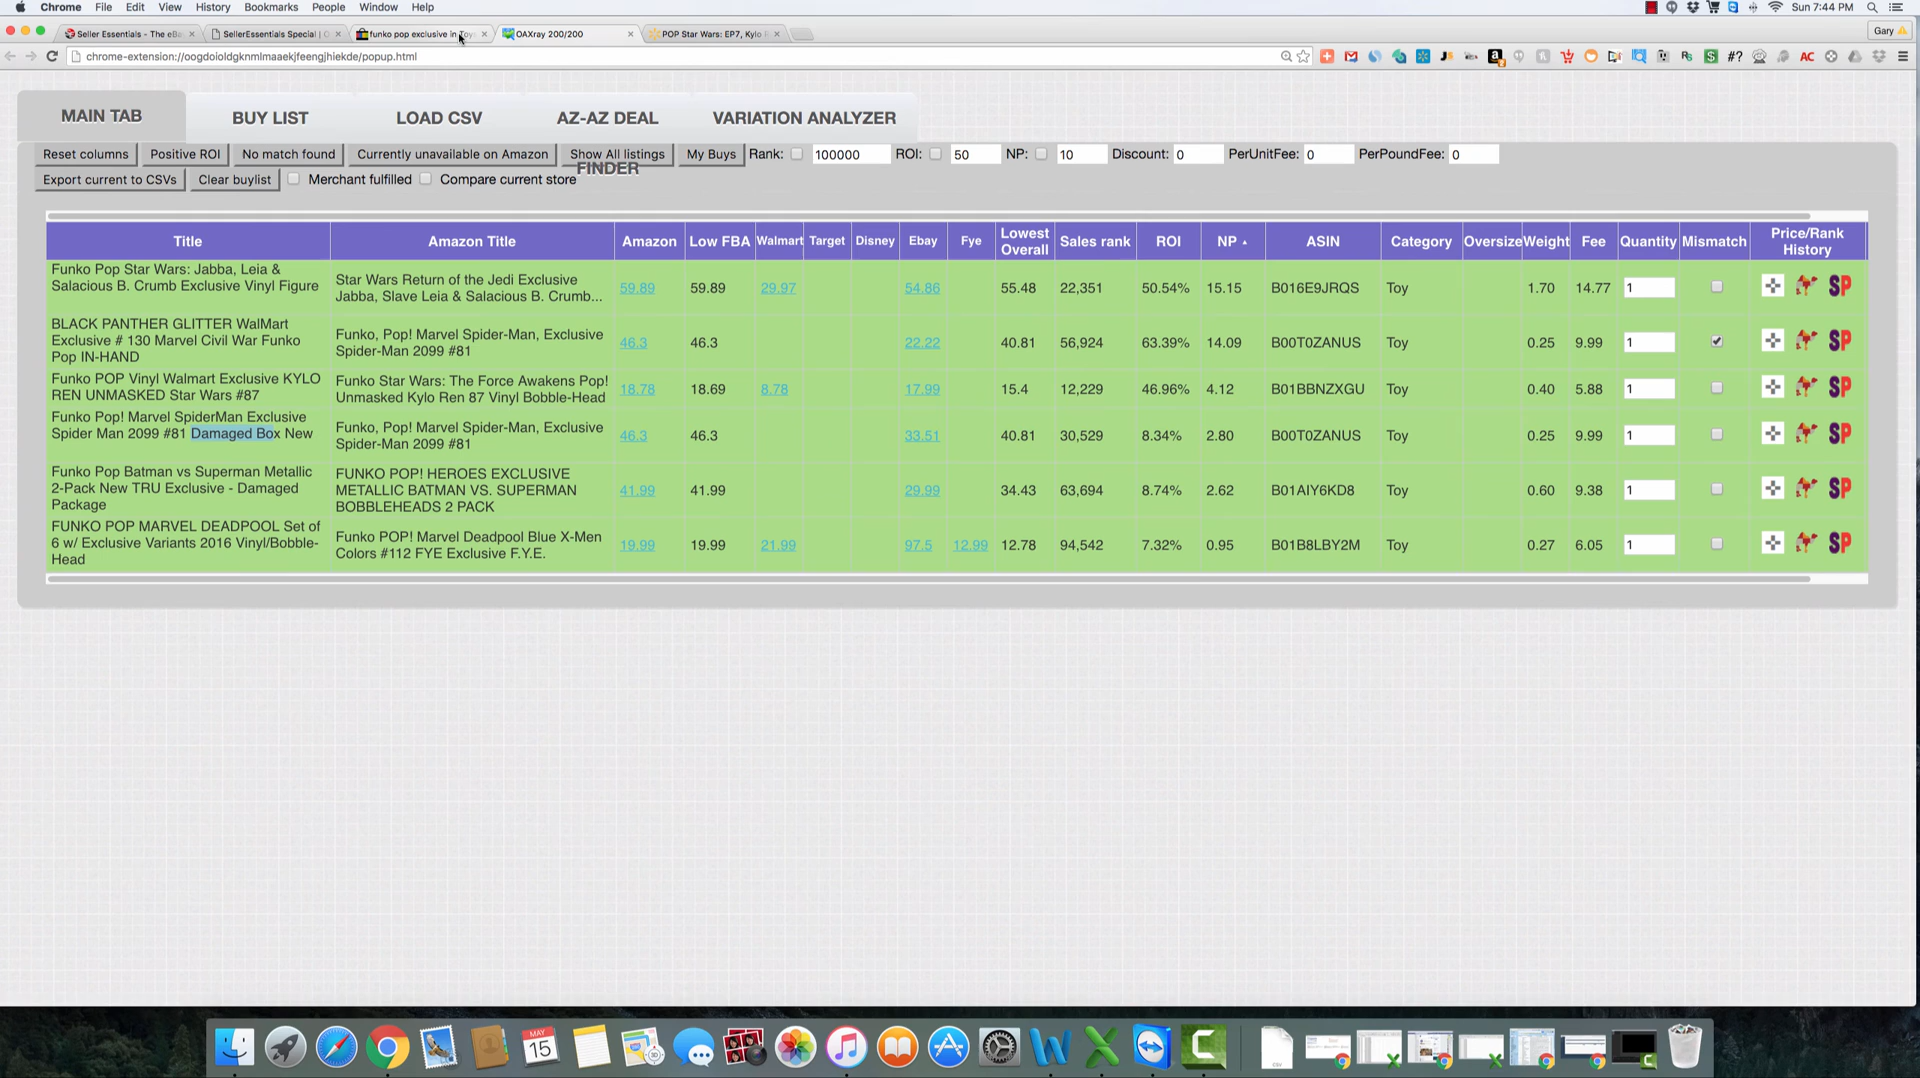 Chrome File Edit View History Bookmarks People Window Help Sun 7:44 PM
Seller Essentials - The eBa SellerEssentials Special | funko pop exclusive in Toy OAXray 200/200 POP Star Wars: EP7, Kylo R Gary
chrome-extension://oogdoioldgknmlmaaekjfeengjhiekde/popup.html
MAIN TAB BUY LIST LOAD CSV AZ-AZ DEAL FINDER VARIATION ANALYZER
Reset columns Positive ROI No match found Currently unavailable on Amazon Show All listings My Buys Rank: 100000 ROI: 50 NP: 10 Discount: 0 PerUnitFee: 0 PerPoundFee: 0
Export current to CSVs Clear buylist Merchant fulfilled Compare current store
Title Amazon Title Amazon Low FBA Walmart Target Disney Ebay Fye Lowest Overall Sales rank ROI NP ASIN Category Oversize Weight Fee Quantity Mismatch Price/Rank History
Funko Pop Star Wars: Jabba, Leia &
Salacious B. Crumb Exclusive Vinyl Figure
Star Wars Return of the Jedi Exclusive
Jabba, Slave Leia & Salacious B. Crumb...
59.89 59.89 29.97 54.86 55.48 22,351 50.54% 15.15 B016E9JRQS Toy 1.70 14.77 1 SP
BLACK PANTHER GLITTER WalMart
Exclusive # 130 Marvel Civil War Funko
Pop IN-HAND
Funko, Pop! Marvel Spider-Man, Exclusive
Spider-Man 2099 #81
46.3 46.3 22.22 40.81 56,924 63.39% 14.09 B00T0ZANUS Toy 0.25 9.99 1 SP
Funko POP Vinyl Walmart Exclusive KYLO
REN UNMASKED Star Wars #87
Funko Star Wars: The Force Awakens Pop!
Unmasked Kylo Ren 87 Vinyl Bobble-Head
18.78 18.69 8.78 17.99 15.4 12,229 46.96% 4.12 B01BBNZXGU Toy 0.40 5.88 1 SP
Funko Pop! Marvel SpiderMan Exclusive
Spider Man 2099 #81 Damaged Box New
Funko, Pop! Marvel Spider-Man, Exclusive
Spider-Man 2099 #81
46.3 46.3 33.51 40.81 30,529 8.34% 2.80 B00T0ZANUS Toy 0.25 9.99 1 SP
Funko Pop Batman vs Superman Metallic
2-Pack New TRU Exclusive - Damaged
Package
FUNKO POP! HEROES EXCLUSIVE
METALLIC BATMAN VS. SUPERMAN
BOBBLEHEADS 2 PACK
41.99 41.99 29.99 34.43 63,694 8.74% 2.62 B01AIY6KD8 Toy 0.60 9.38 1 SP
FUNKO POP MARVEL DEADPOOL Set of
6 w/ Exclusive Variants 2016 Vinyl/Bobble-
Head
Funko POP! Marvel Deadpool Blue X-Men
Colors #112 FYE Exclusive F.Y.E.
19.99 19.99 21.99 97.5 12.99 12.78 94,542 7.32% 0.95 B01B8LBY2M Toy 0.27 6.05 1 SP
MAY
15